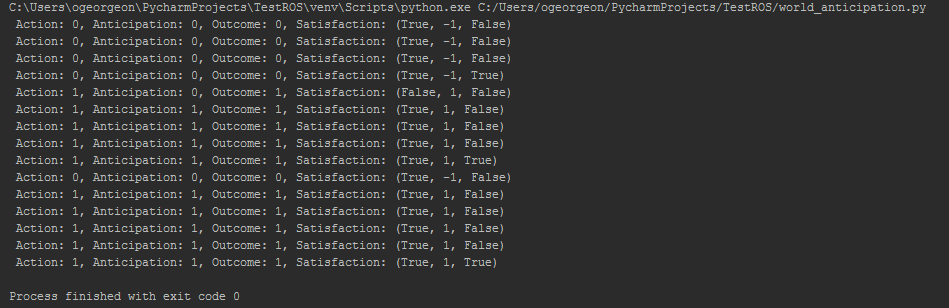 C:\Users\ogeorgeon\PycharmProjects\TestROS\venv\Scripts\python.exe C:/Users/ogeorgeon/PycharmProjects/TestROS/world_anticipation.py
Action: 0, Anticipation: 0, Outcome: 0, Satisfaction: (True, -1, False)
Action: 0, Anticipation: 0, Outcome: 0, Satisfaction: (True, -1, False)
Action: 0, Anticipation: 0, Outcome: 0, Satisfaction: (True, -1, False)
Action: 0, Anticipation: 0, Outcome: 0, Satisfaction: (True, -1, True)
Action: 1, Anticipation: 0, Outcome: 1, Satisfaction: (False, 1, False)
Action: 1, Anticipation: 1, Outcome: 1, Satisfaction: (True, 1, False)
Action: 1, Anticipation: 1, Outcome: 1, Satisfaction: (True, 1, False)
Action: 1, Anticipation: 1, Outcome: 1, Satisfaction: (True, 1, False)
Action: 1, Anticipation: 1, Outcome: 1, Satisfaction: (True, 1, True)
Action: 0, Anticipation: 0, Outcome: 0, Satisfaction: (True, -1, False)
Action: 1, Anticipation: 1, Outcome: 1, Satisfaction: (True, 1, False)
Action: 1, Anticipation: 1, Outcome: 1, Satisfaction: (True, 1, False)
Action: 1, Anticipation: 1, Outcome: 1, Satisfaction: (True, 1, False)
Action: 1, Anticipation: 1, Outcome: 1, Satisfaction: (True, 1, False)
Action: 1, Anticipation: 1, Outcome: 1, Satisfaction: (True, 1, True)
Process finished with exit code 0